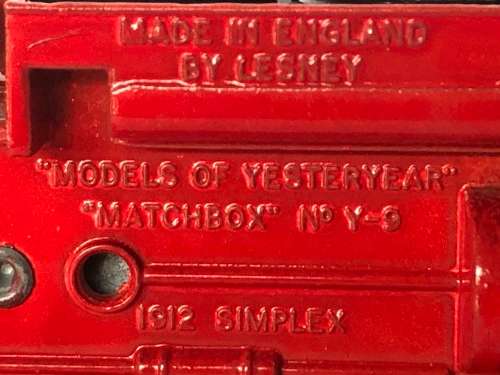 MADE IN ENGLAND
BY LESNEY
"MODELS OF YESTERYEAR"
"MATCHBOX" Nº Y-9
1912 SIMPLEX